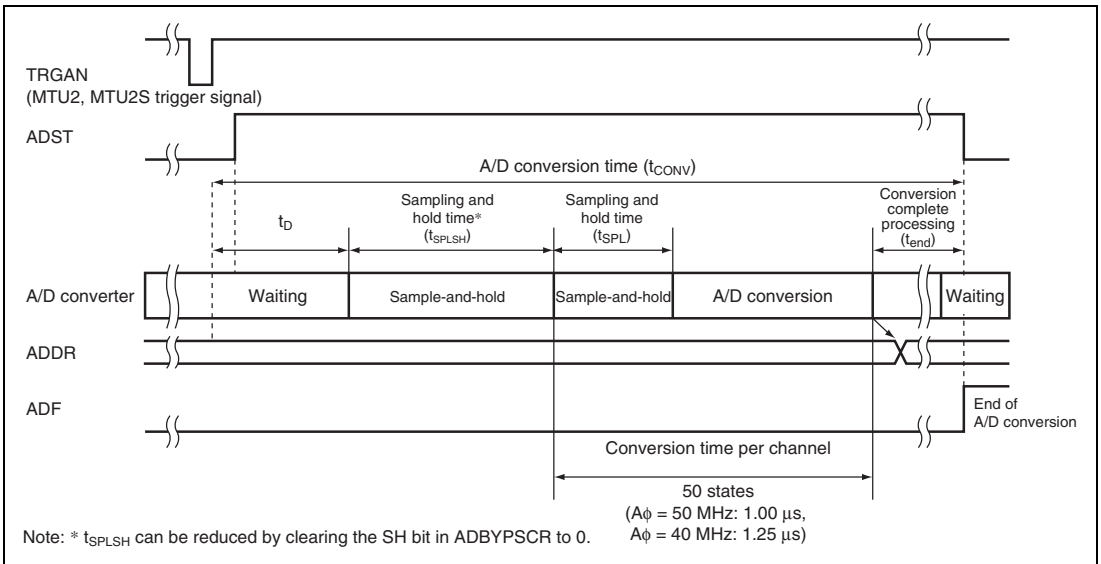 TRGAN
(MTU2, MTU2S trigger signal)
ADST
A/D conversion time (tCONV)
tD
Sampling and
hold time*
(tSPLSH)
Sampling and
hold time
(tSPL)
Conversion
complete
processing
(tend)
A/D converter
Waiting
Sample-and-hold
Sample-and-hold
A/D conversion
Waiting
ADDR
ADF
End of
A/D conversion
Conversion time per channel
50 states
(Aϕ = 50 MHz: 1.00 μs,
Aϕ = 40 MHz: 1.25 μs)
Note: * tSPLSH can be reduced by clearing the SH bit in ADBYPSCR to 0.